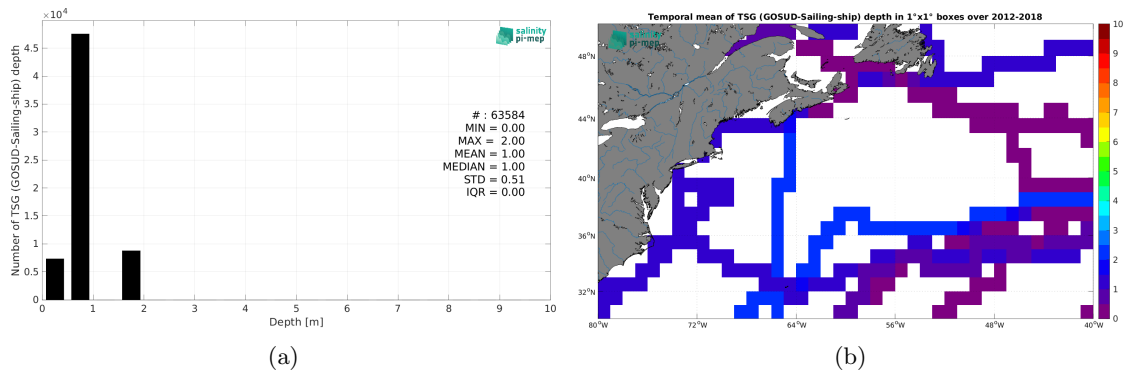 ×10⁴
4.5
4
3.5
3
2.5
2
1.5
1
0.5
0
Number of TSG (GOSUD-Sailing-ship) depth
salinity
pi-mep
# : 63584
MIN = 0.00
MAX = 2.00
MEAN = 1.00
MEDIAN = 1.00
STD = 0.51
IQR = 0.00
0 1 2 3 4 5 6 7 8 9 10
Depth [m]
(a)
Temporal mean of TSG (GOSUD-Sailing-ship) depth in 1°x1° boxes over 2012-2018
salinity
pi-mep
48°N
44°N
40°N
36°N
32°N
80°W 72°W 64°W 56°W 48°W 40°W
10
9
8
7
6
5
4
3
2
1
0
(b)